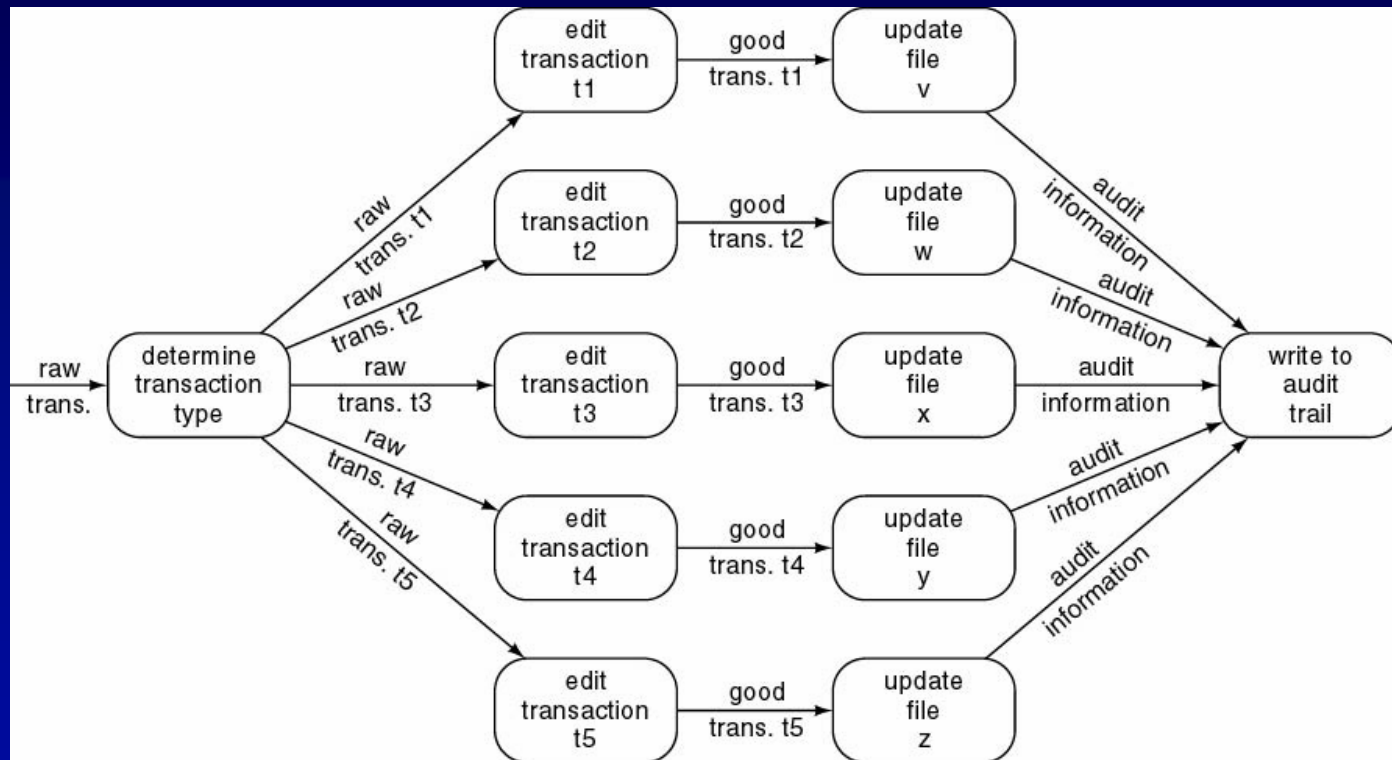 edit
transaction
t1
good
trans. t1
update
file
v
raw
trans. t1
audit
information
edit
transaction
t2
good
trans. t2
update
file
w
raw
trans. t2
audit
information
raw
trans.
determine
transaction
type
raw
trans. t3
edit
transaction
t3
good
trans. t3
update
file
x
audit
information
write to
audit
trail
raw
trans. t4
edit
transaction
t4
good
trans. t4
update
file
y
audit
information
raw
trans. t5
edit
transaction
t5
good
trans. t5
update
file
z
audit
information